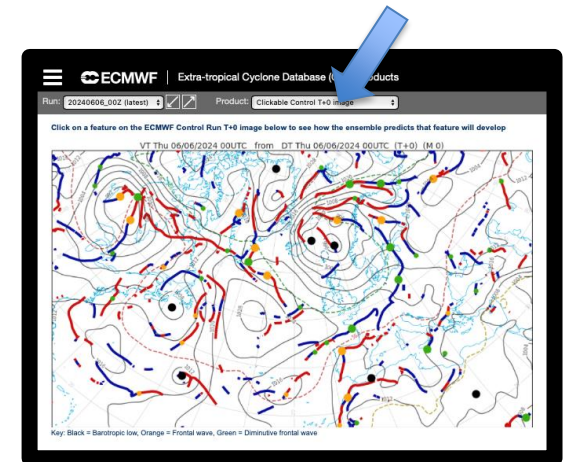 ECMWF | Extra-tropical Cyclone Database ( ducts
Run: 20240606_00Z (latest) Product: Clickable Control T+0 image
Click on a feature on the ECMWF Control Run T+0 image below to see how the ensemble predicts that feature will develop
VT Thu 06/06/2024 00UTC from DT Thu 06/06/2024 00UTC (T+0) (M 0)
Key: Black = Barotropic low, Orange = Frontal wave, Green = Diminutive frontal wave